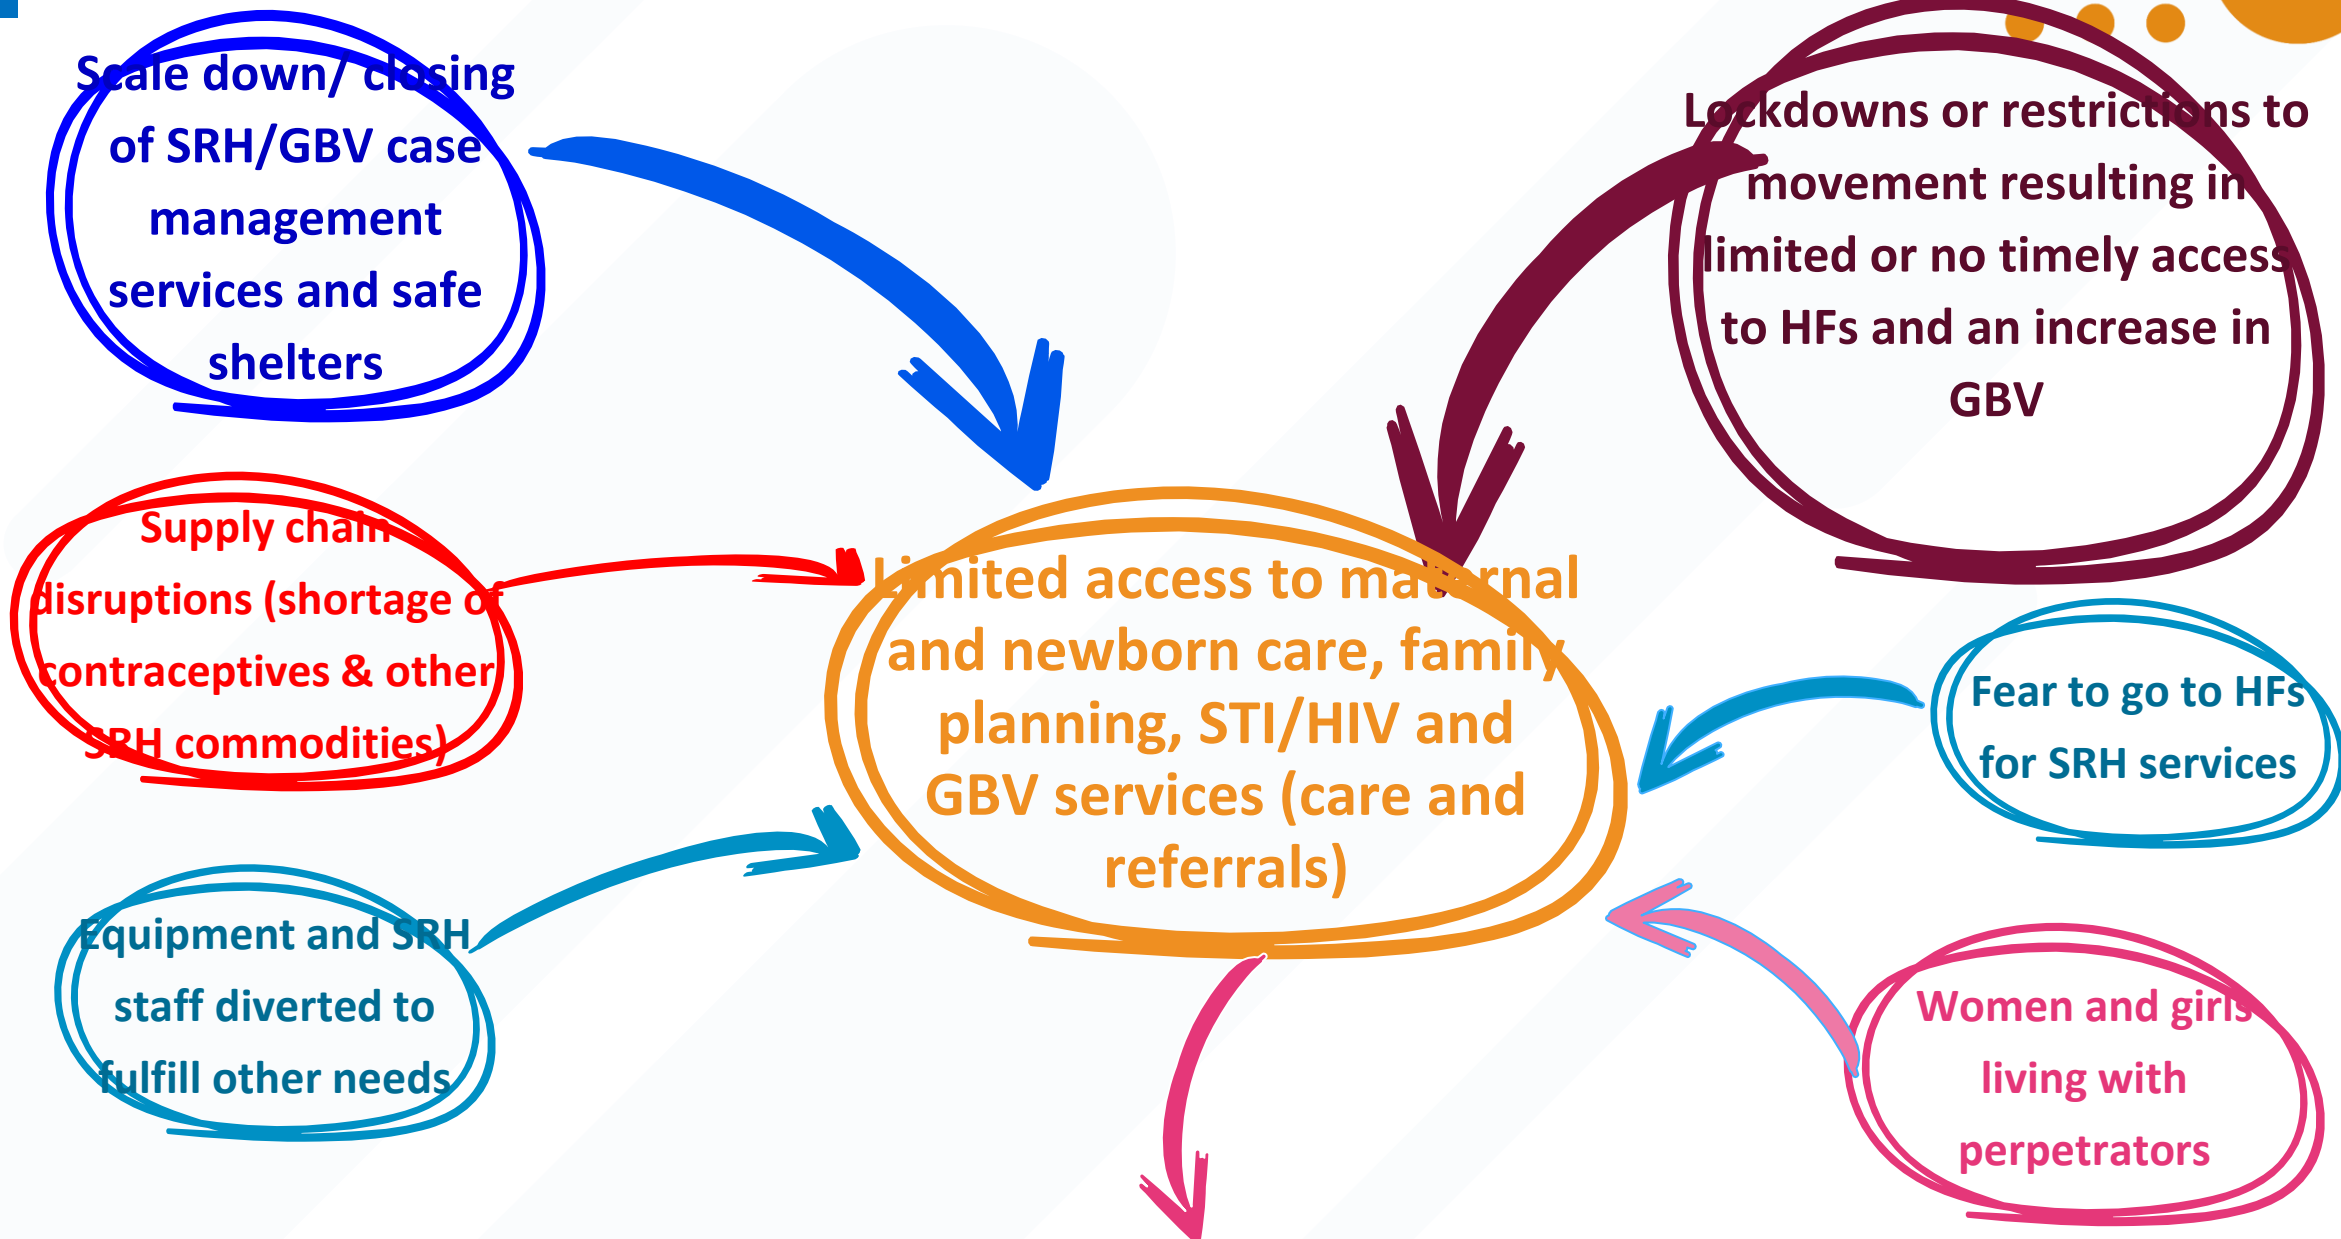 Scale down/ closing
of SRH/GBV case
management
services and safe
shelters
Lockdowns or restrictions to
movement resulting in
limited or no timely access
to HFs and an increase in
GBV
Supply chain
disruptions (shortage of
contraceptives & other
SRH commodities)
Limited access to maternal
and newborn care, family
planning, STI/HIV and
GBV services (care and
referrals)
Fear to go to HFs
for SRH services
Equipment and SRH
staff diverted to
fulfill other needs
Women and girls
living with
perpetrators